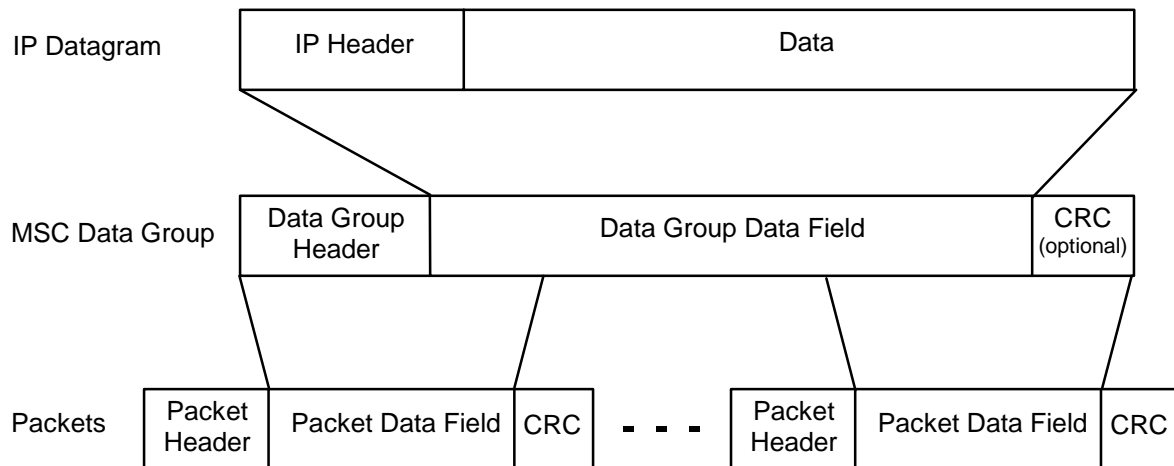 IP Datagram
IP Header
Data
MSC Data Group
Data Group
Header
Data Group Data Field
CRC
(optional)
Packets
Packet
Header
Packet Data Field
CRC
- - -
Packet
Header
Packet Data Field
CRC